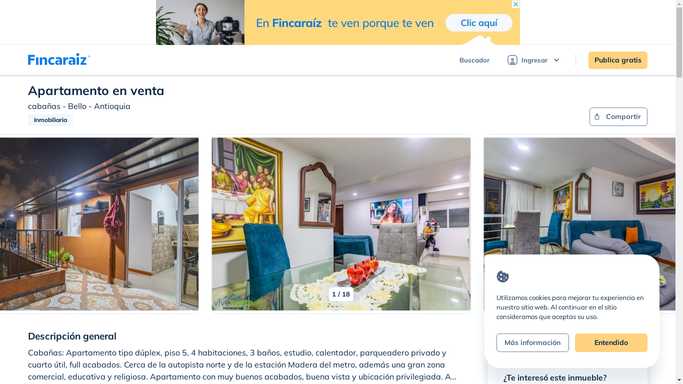 En Fincaraíz te ven porque te ven
Clic aquí
Fincaraíz
Buscador
Ingresar
Publica gratis
Apartamento en venta
cabañas - Bello - Antioquia
Inmobiliaria
Compartir
1 / 18
Descripción general
Cabañas: Apartamento tipo dúplex, piso 5, 4 habitaciones, 3 baños, estudio, calentador, parqueadero privado y
cuarto útil, full acabados. Cerca de la autopista norte y de la estación Madera del metro, además una gran zona
comercial, educativa y religiosa. Apartamento con muy buenos acabados, buena vista y ubicación privilegiada. A...
Utilizamos cookies para mejorar tu experiencia en
nuestro sitio web. Al continuar en el sitio
consideramos que aceptas su uso.
Más información
Entendido
¿Te interesó este inmueble?